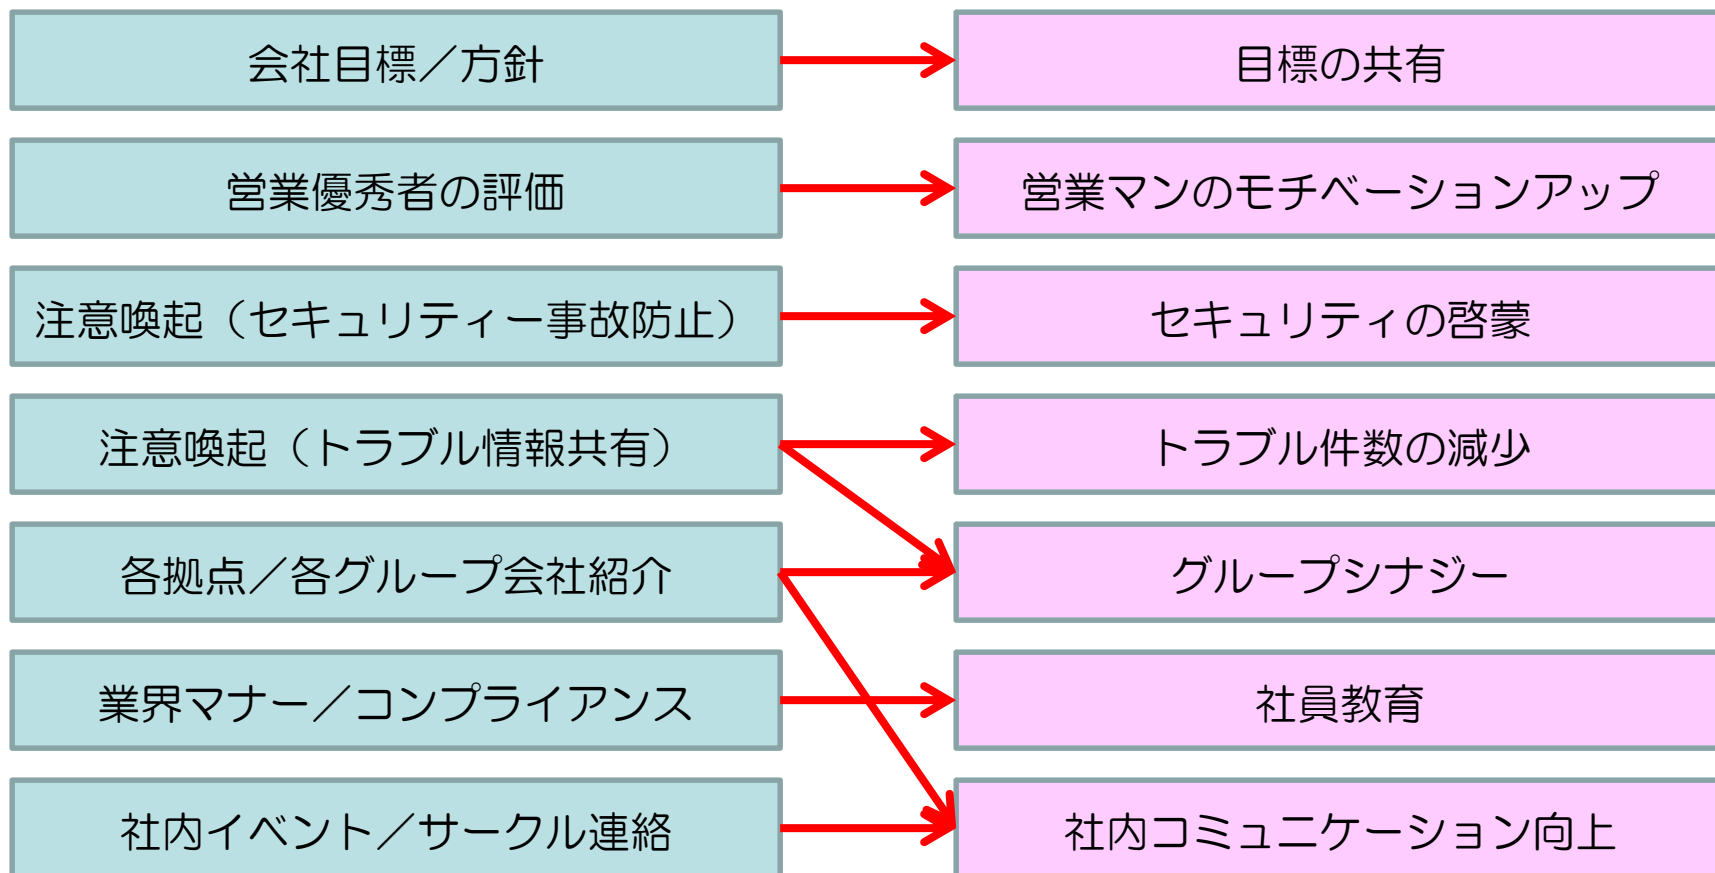 会社目標／方針
目標の共有
営業優秀者の評価
営業マンのモチベーションアップ
注意喚起（セキュリティー事故防止）
セキュリティの啓蒙
注意喚起（トラブル情報共有）
トラブル件数の減少
各拠点／各グループ会社紹介
グループシナジー
業界マナー／コンプライアンス
社員教育
社内イベント／サークル連絡
社内コミュニケーション向上